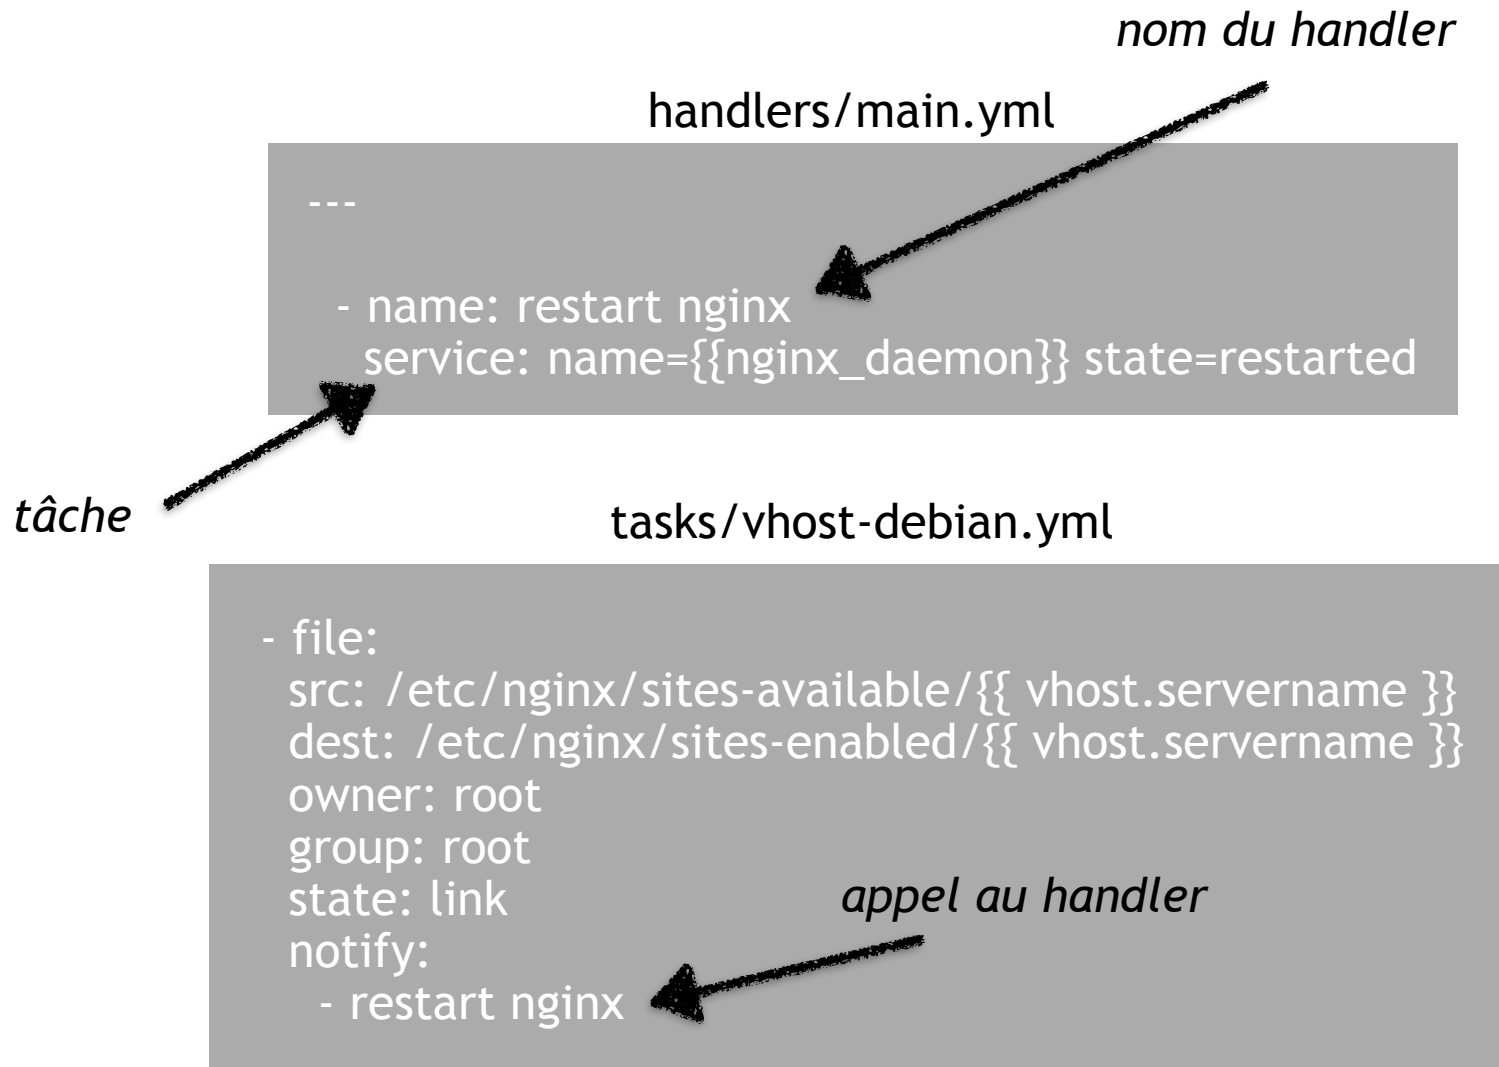 nom du handler
handlers/main.yml
---
- name: restart nginx
service: name={{nginx_daemon}} state=restarted
tâche
tasks/vhost-debian.yml
- file:
src: /etc/nginx/sites-available/{{ vhost.servername }}
dest: /etc/nginx/sites-enabled/{{ vhost.servername }}
owner: root
group: root
state: link
appel au handler
notify:
- restart nginx